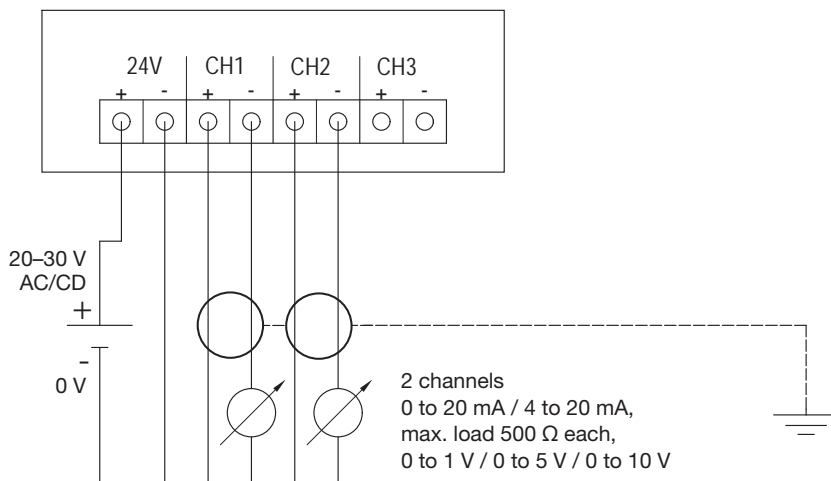 24V CH1 CH2 CH3
+ - + - + - + -
20–30 V
AC/CD
+
-
0 V
2 channels
0 to 20 mA / 4 to 20 mA,
max. load 500 Ω each,
0 to 1 V / 0 to 5 V / 0 to 10 V